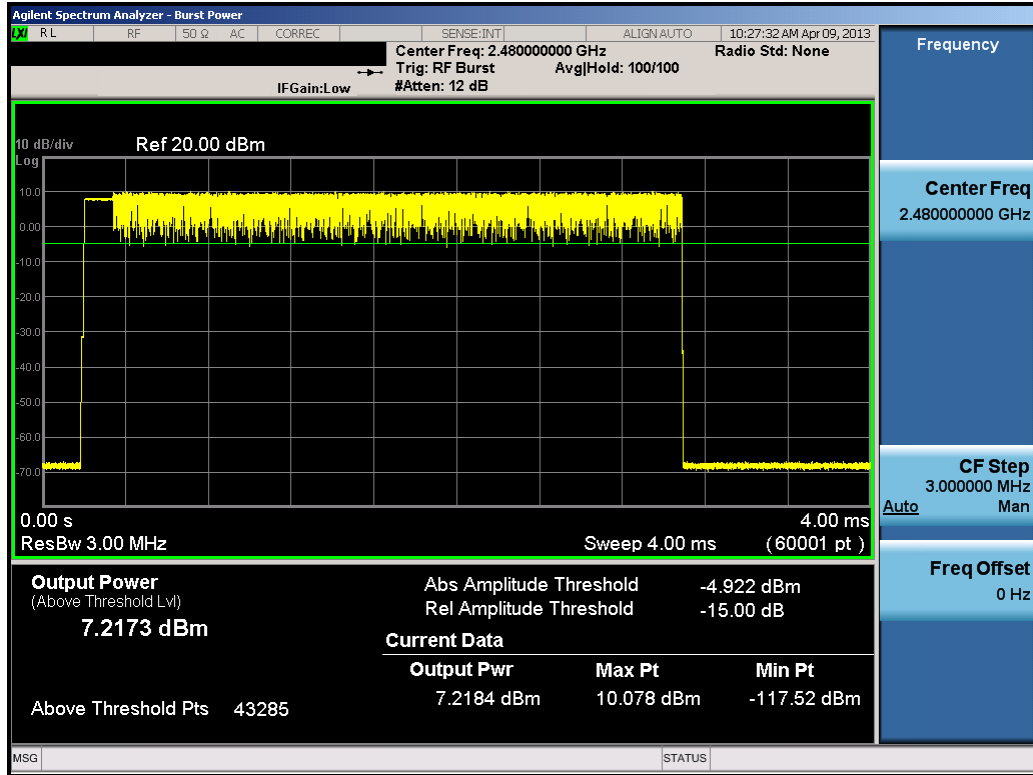 Agilent Spectrum Analyzer - Burst Power
LXI RL RF 50 Ω AC CORREC SENSE:INT ALIGN AUTO 10:27:32 AM Apr 09, 2013
Center Freq: 2.480000000 GHz Radio Std: None
Trig: RF Burst Avg|Hold: 100/100
IFGain:Low #Atten: 12 dB
Frequency
10 dB/div Ref 20.00 dBm
Log
10.0
0.00
-10.0
-20.0
-30.0
-40.0
-50.0
-60.0
-70.0
Center Freq
2.480000000 GHz
CF Step
3.000000 MHz
Auto Man
Freq Offset
0 Hz
0.00 s 4.00 ms
ResBw 3.00 MHz Sweep 4.00 ms (60001 pt)
Output Power
(Above Threshold Lvl)
7.2173 dBm
Above Threshold Pts 43285
Abs Amplitude Threshold -4.922 dBm
Rel Amplitude Threshold -15.00 dB
Current Data
Output Pwr Max Pt Min Pt
7.2184 dBm 10.078 dBm -117.52 dBm
MSG STATUS